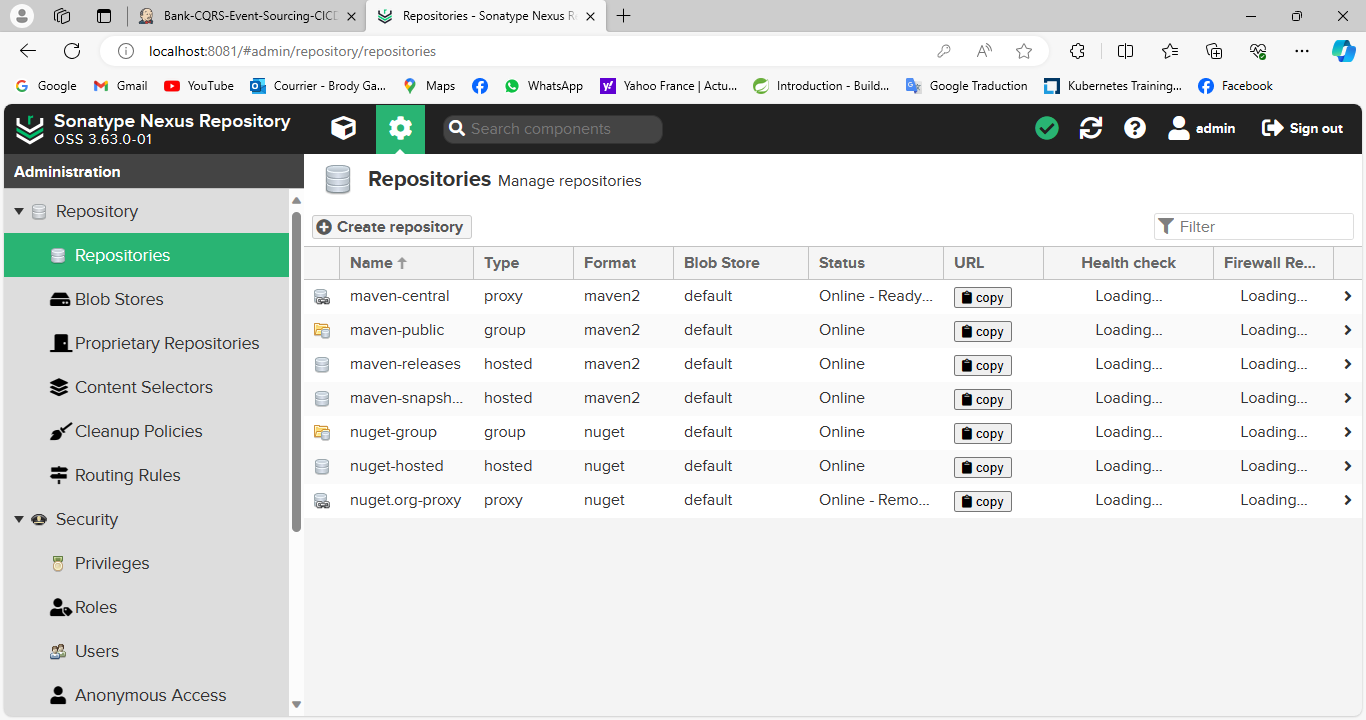 Bank-CQRS-Event-Sourcing-CICD
Repositories - Sonatype Nexus Re
localhost:8081/#admin/repository/repositories
Google Gmail YouTube Courrier - Brody Ga... Maps WhatsApp Yahoo France | Actu... Introduction - Build... Google Traduction Kubernetes Training... Facebook
Sonatype Nexus Repository
OSS 3.63.0-01
Search components
admin
Sign out
Administration
Repository
Repositories
Blob Stores
Proprietary Repositories
Content Selectors
Cleanup Policies
Routing Rules
Security
Privileges
Roles
Users
Anonymous Access
Repositories Manage repositories
Create repository
Filter
Name Type Format Blob Store Status URL Health check Firewall Re...
maven-central proxy maven2 default Online - Ready... copy Loading... Loading...
maven-public group maven2 default Online copy Loading... Loading...
maven-releases hosted maven2 default Online copy Loading... Loading...
maven-snapsh... hosted maven2 default Online copy Loading... Loading...
nuget-group group nuget default Online copy Loading... Loading...
nuget-hosted hosted nuget default Online copy Loading... Loading...
nuget.org-proxy proxy nuget default Online - Remo... copy Loading... Loading...